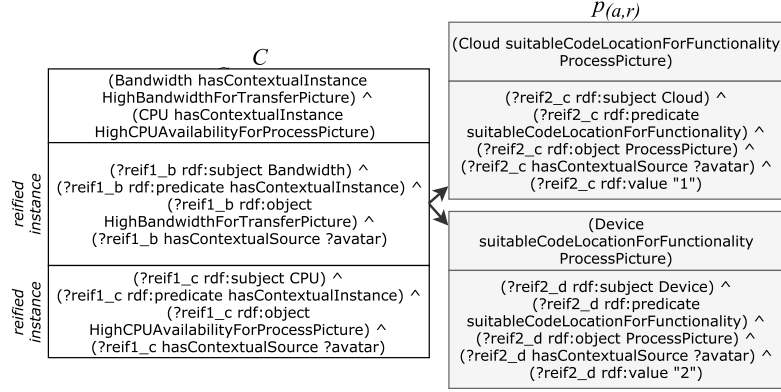 C
(Bandwidth hasContextualInstance
HighBandwidthForTransferPicture) ^
(CPU hasContextualInstance
HighCPUAvailabilityForProcessPicture)
reified
instance
(?reif1_b rdf:subject Bandwidth) ^
(?reif1_b rdf:predicate hasContextualInstance) ^
(?reif1_b rdf:object
HighBandwidthForTransferPicture) ^
(?reif1_b hasContextualSource ?avatar)
reified
instance
(?reif1_c rdf:subject CPU) ^
(?reif1_c rdf:predicate hasContextualInstance) ^
(?reif1_c rdf:object
HighCPUAvailabilityForProcessPicture) ^
(?reif1_c hasContextualSource ?avatar)
p(a,r)
(Cloud suitableCodeLocationForFunctionality
ProcessPicture)
(?reif2_c rdf:subject Cloud) ^
(?reif2_c rdf:predicate
suitableCodeLocationForFunctionality) ^
(?reif2_c rdf:object ProcessPicture) ^
(?reif2_c hasContextualSource ?avatar) ^
(?reif2_c rdf:value "1")
(Device
suitableCodeLocationForFunctionality
ProcessPicture)
(?reif2_d rdf:subject Device) ^
(?reif2_d rdf:predicate
suitableCodeLocationForFunctionality) ^
(?reif2_d rdf:object ProcessPicture) ^
(?reif2_d hasContextualSource ?avatar) ^
(?reif2_d rdf:value "2")